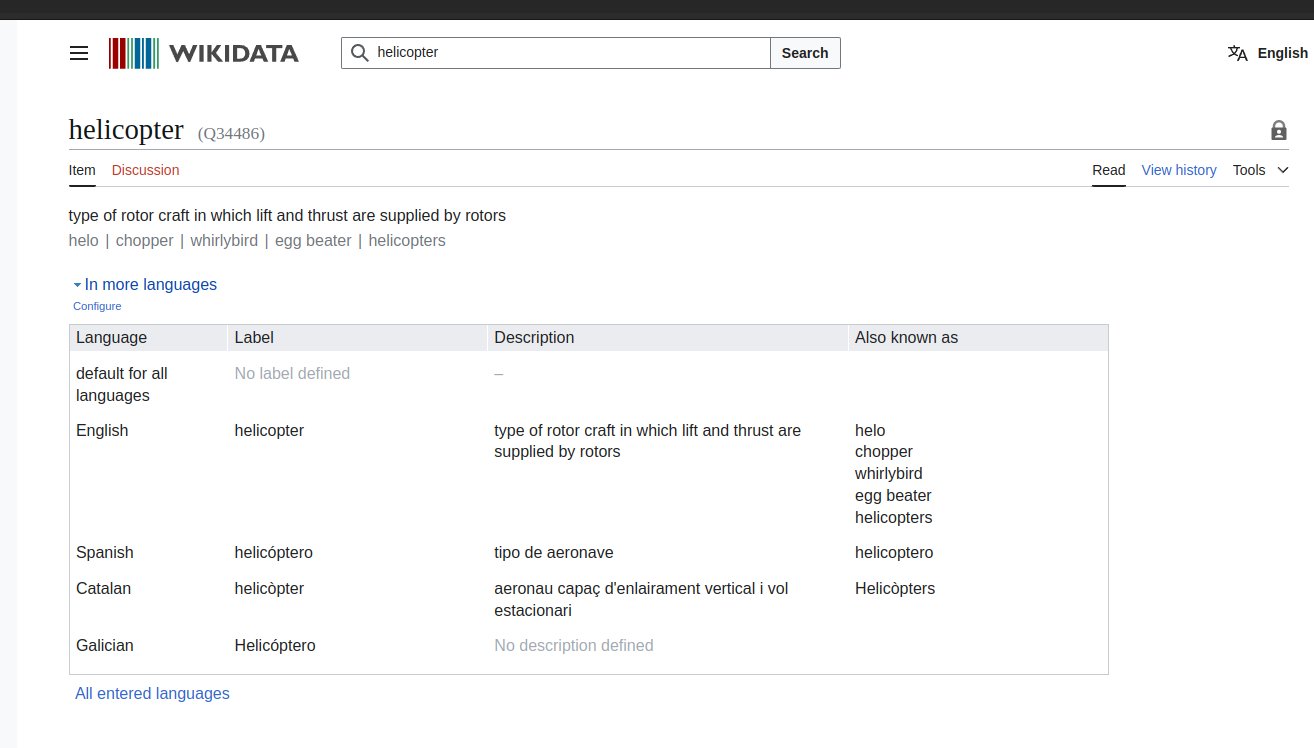 WIKIDATA
helicopter
Search
English
helicopter (Q34486)
Item Discussion Read View history Tools
type of rotor craft in which lift and thrust are supplied by rotors
helo | chopper | whirlybird | egg beater | helicopters
In more languages
Configure
Language Label Description Also known as
default for all No label defined –
languages
English helicopter type of rotor craft in which lift and thrust are helo
supplied by rotors chopper
whirlybird
egg beater
helicopters
Spanish helicóptero tipo de aeronave helicoptero
Catalan helicòpter aeronau capaç d'enlairament vertical i vol Helicòpters
estacionari
Galician Helicóptero No description defined
All entered languages